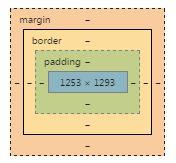 margin –
border –
padding –
– – – 1253 × 1293 – – –
–
–
–